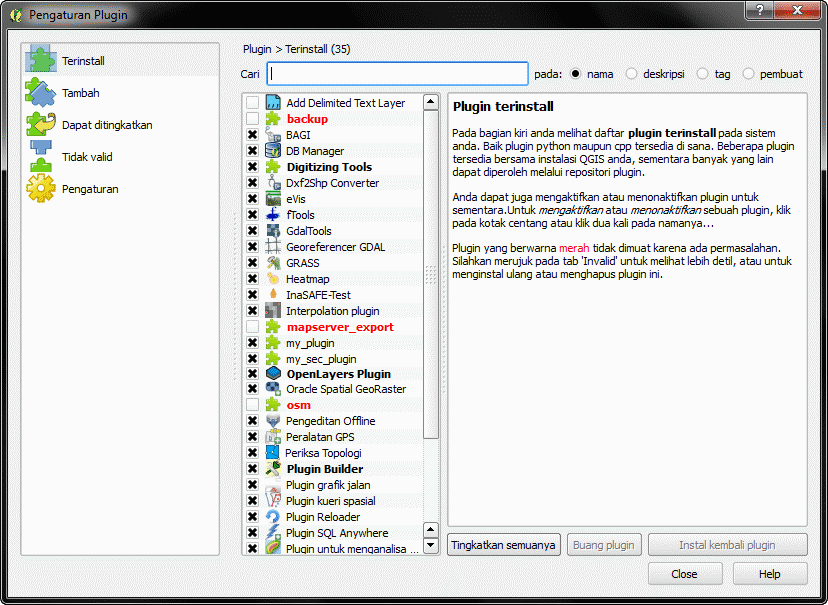 Pengaturan Plugin
Terinstall
Tambah
Dapat ditingkatkan
Tidak valid
Pengaturan
Plugin > Terinstall (35)
Cari
pada: nama deskripsi tag pembuat
Add Delimited Text Layer
backup
BAGI
DB Manager
Digitizing Tools
Dxf2Shp Converter
eVis
fTools
GdalTools
Georeferencer GDAL
GRASS
Heatmap
InaSAFE-Test
Interpolation plugin
mapserver_export
my_plugin
my_sec_plugin
OpenLayers Plugin
Oracle Spatial GeoRaster
osm
Pengeditan Offline
Peralatan GPS
Periksa Topologi
Plugin Builder
Plugin grafik jalan
Plugin kueri spasial
Plugin Reloader
Plugin SQL Anywhere
Plugin untuk menganalisa ...
Plugin terinstall
Pada bagian kiri anda melihat daftar plugin terinstall pada sistem
anda. Baik plugin python maupun cpp tersedia di sana. Beberapa plugin
tersedia bersama instalasi QGIS anda, sementara banyak yang lain
dapat diperoleh melalui repositori plugin.
Anda dapat juga mengaktifkan atau menonaktifkan plugin untuk
sementara.Untuk mengaktifkan atau menonaktifkan sebuah plugin, klik
pada kotak centang atau klik dua kali pada namanya...
Plugin yang berwarna merah tidak dimuat karena ada permasalahan.
Silahkan merujuk pada tab 'Invalid' untuk melihat lebih detil, atau untuk
menginstal ulang atau menghapus plugin ini.
Tingkatkan semuanya
Buang plugin
Instal kembali plugin
Close
Help